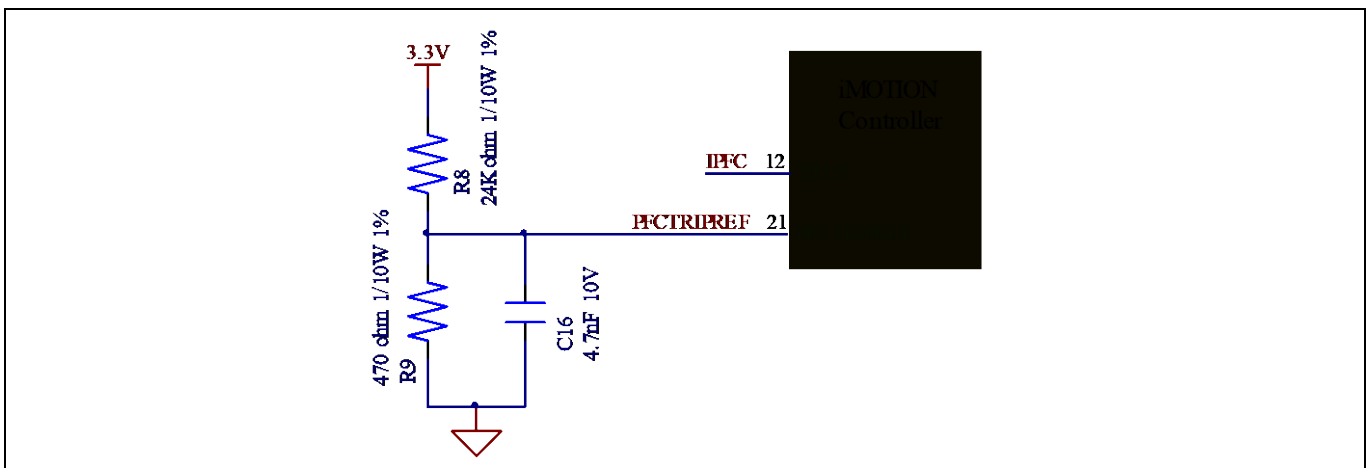 3.3V
R8
24K ohm 1/10W 1%
iMOTION
Controller
IPFC 12
PFCTRIPREF 21
470 ohm 1/10W 1%
R9
C16
4.7nF 10V